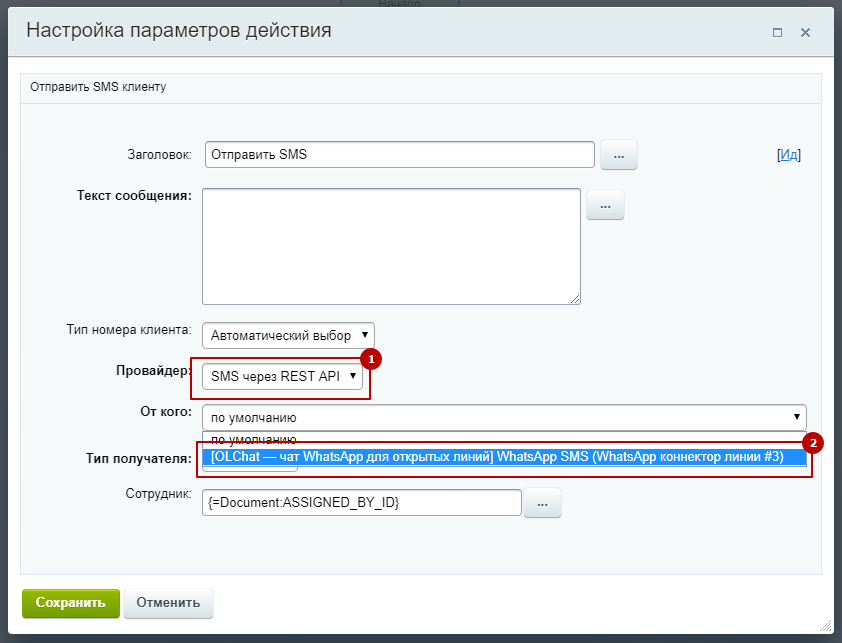 Начало
Настройка параметров действия
Отправить SMS клиенту
Заголовок: Отправить SMS ... [Ид]
Текст сообщения: ...
Тип номера клиента: Автоматический выбор
1
Провайдер: SMS через REST API
От кого: по умолчанию
по умолчанию
2
Тип получателя: [OLChat — чат WhatsApp для открытых линий] WhatsApp SMS (WhatsApp коннектор линии #3)
Сотрудник: {=Document:ASSIGNED_BY_ID} ...
Сохранить Отменить